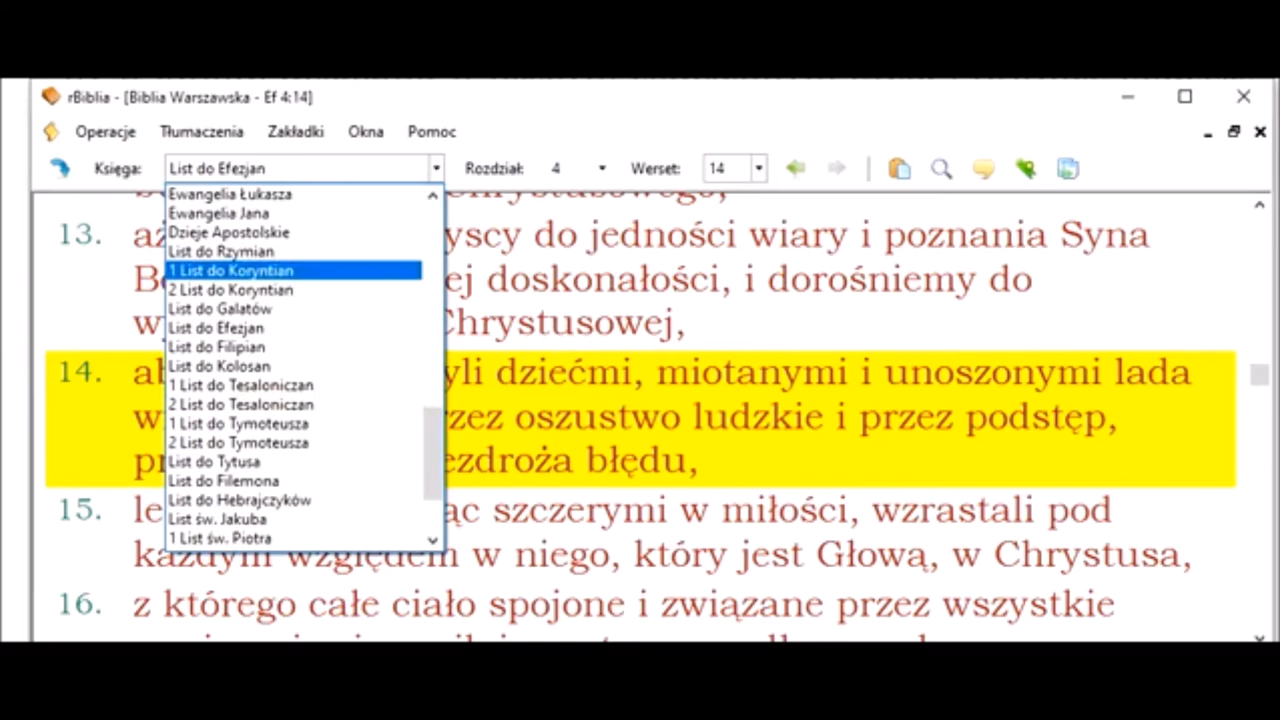 rBiblia - [Biblia Warszawska - Ef 4:14]
Operacje Tłumaczenia Zakładki Okna Pomoc
Księga: List do Efezjan Rozdział: 4 Werset: 14
Ewangelia Łukasza
Ewangelia Jana
Dzieje Apostolskie
List do Rzymian
1 List do Koryntian
2 List do Koryntian
List do Galatów
List do Efezjan
List do Filipian
List do Kolosan
1 List do Tesaloniczan
2 List do Tesaloniczan
1 List do Tymoteusza
2 List do Tymoteusza
List do Tytusa
List do Filemona
List do Hebrajczyków
List św. Jakuba
1 List św. Piotra
13. yscy do jedności wiary i poznania Syna
ej doskonałości, i dorośniemy do
Chrystusowej,
14. yli dziećmi, miotanymi i unoszonymi lada
zez oszustwo ludzkie i przez podstęp,
ezdroża błędu,
15. le ąc szczerymi w miłości, wzrastali pod
każdym względem w niego, który jest Głową, w Chrystusa,
16. z którego całe ciało spojone i związane przez wszystkie